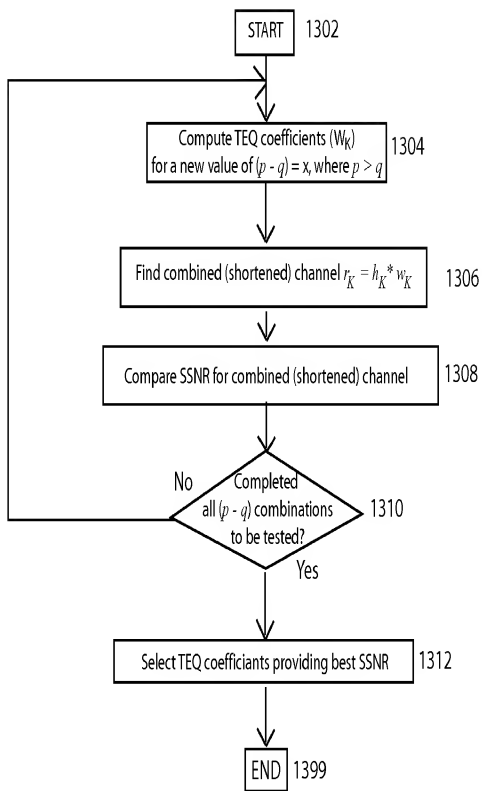 START 1302
Compute TEQ coefficients (WK)
for a new value of (p - q) = x, where p > q
1304
Find combined (shortened) channel rK = hK* wK
1306
Compare SSNR for combined (shortened) channel
1308
No
Completed
all (p - q) combinations
to be tested?
1310
Yes
Select TEQ coefficiants providing best SSNR
1312
END 1399